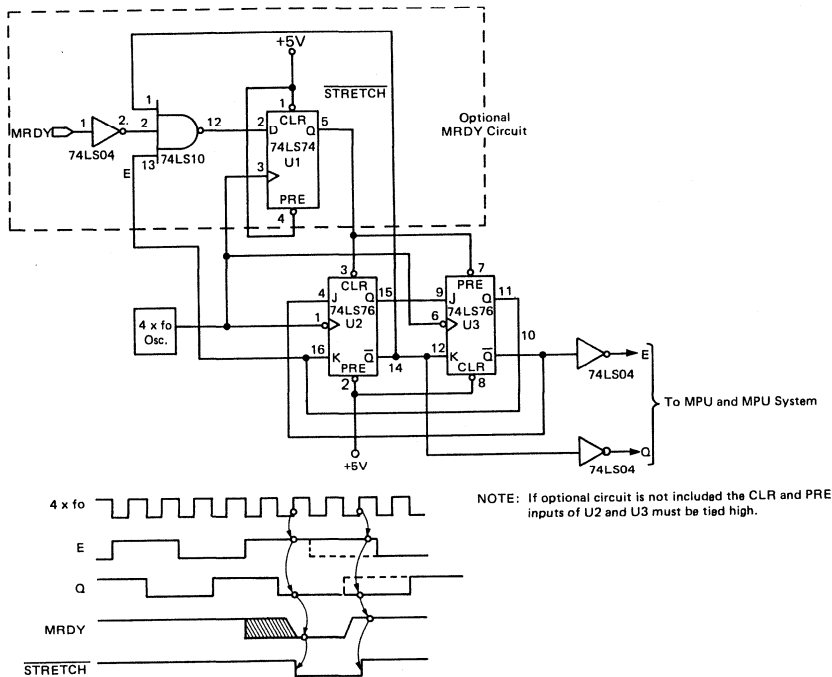 +5V
STRETCH
Optional
MRDY Circuit
1
CLR
1
12
2
D
Q
5
MRDY
1
2.
2
74LS04
13
74LS10
74LS74
U1
E
3
PRE
4
3
CLR
7
PRE
4
J
Q
15
9
J
Q
11
74LS76
74LS76
4 x fo
Osc.
1
U2
6
U3
10
16
K
Q
14
12
K
Q
PRE
2
CLR
8
E
74LS04
To MPU and MPU System
+5V
Q
74LS04
NOTE: If optional circuit is not included the CLR and PRE
inputs of U2 and U3 must be tied high.
4 x fo
E
Q
MRDY
STRETCH